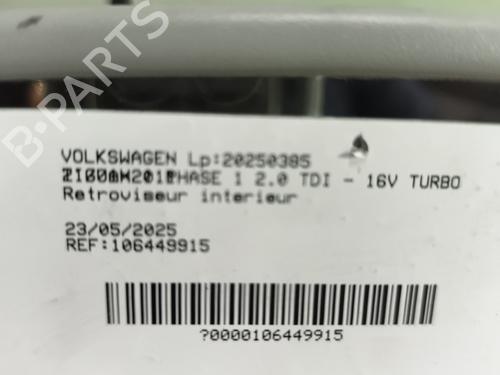 B-PARTS
VOLKSWAGEN Lp:20250385
PHASE 1 2.0 TDI - 16V TURBO
Retroviseur interieur
23/05/2025
REF:106449915
?0000106449915